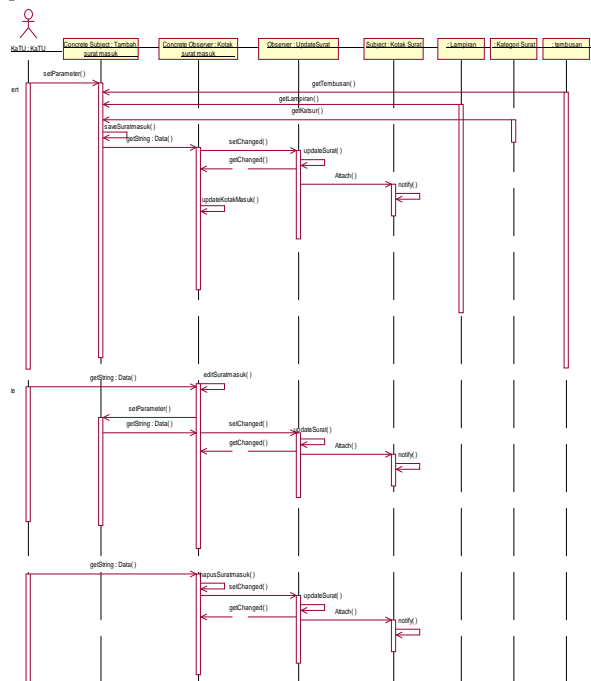 KaTU : KaTU
Concrete Subject : Tambah surat masuk
Concrete Observer : Kotak surat masuk
Observer : UpdateSurat
Subject : Kotak Surat
: Lampiran
: Kategori Surat
: tembusan
setParameter( )
ert
getTembusan( )
getLampiran( )
getKatsur( )
saveSuratmasuk( )
getString : Data( )
setChanged( )
updateSurat( )
getChanged( )
Attach( )
notify( )
updateKotakMasuk( )
getString : Data( )
editSuratmasuk( )
te
setParameter( )
getString : Data( )
setChanged( )
updateSurat( )
getChanged( )
Attach( )
notify( )
getString : Data( )
hapusSuratmasuk( )
setChanged( )
updateSurat( )
getChanged( )
Attach( )
notify( )